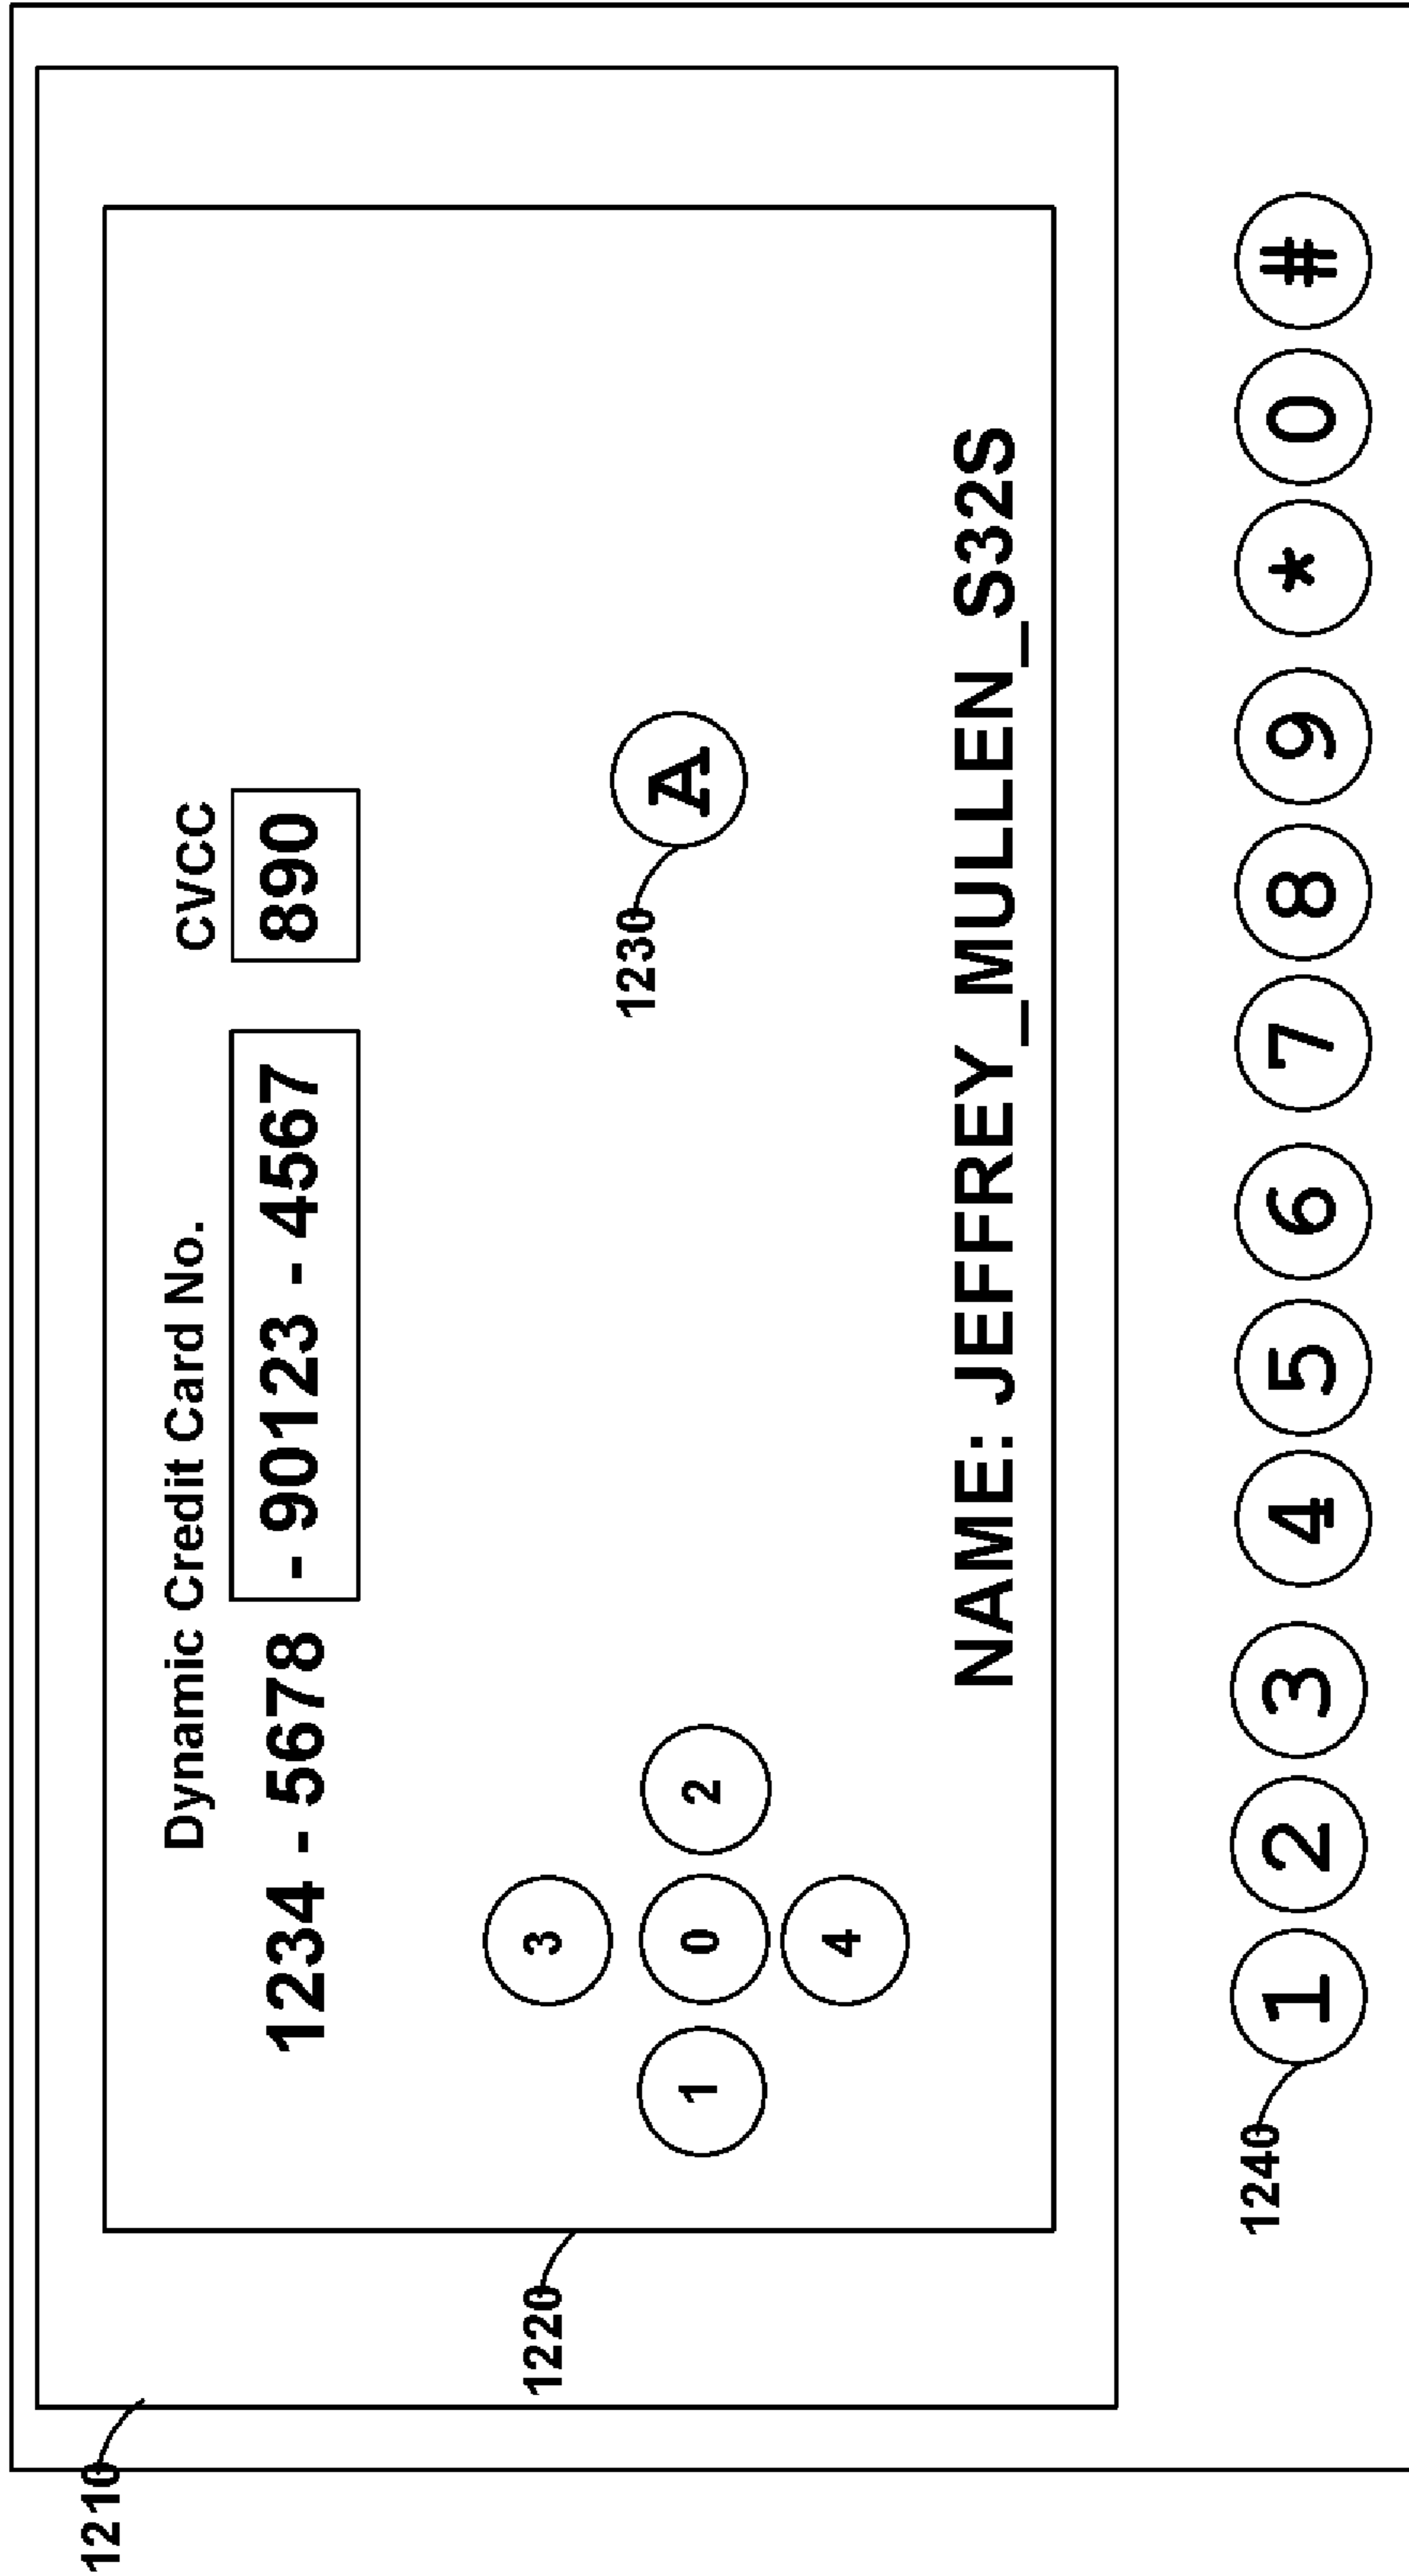 1210
Dynamic Credit Card No. CVCC
1234 - 5678 - 90123 - 4567 890
3
1 0 2
4
A
1230
1220
NAME: JEFFREY_MULLEN_S32S
1 2 3 4 5 6 7 8 9 * 0 #
1240